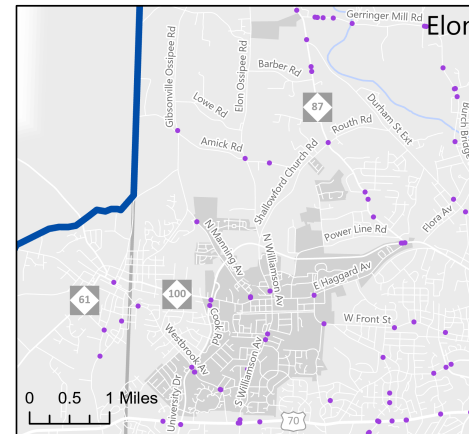 Gerringer Mill Rd
Elon
Gibsonville Ossipee Rd
Elon Ossipee Rd
Barber Rd
Lowe Rd
87
Durham St Ext
Burch Bridge
Amick Rd
Route Rd
Shallowford Church Rd
Flora Av
N Manning Av
N Williamson Av
Power Line Rd
E Haggard Av
61
100
Cook Rd
W Front St
Westbrook Av
University Dr
S Williamson Av
0 0.5 1 Miles
70